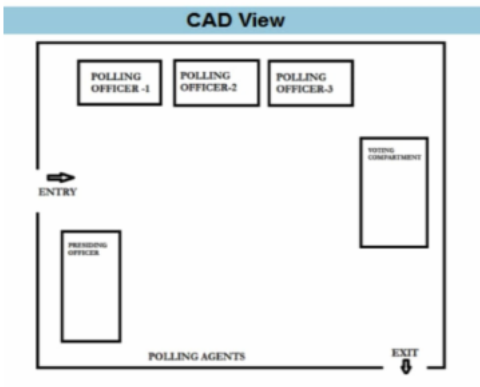 CAD View
POLLING
OFFICER -1
POLLING
OFFICER-2
POLLING
OFFICER-3
VOTING
COMPARTMENT
ENTRY
PRESIDING
OFFICER
POLLING AGENTS
EXIT